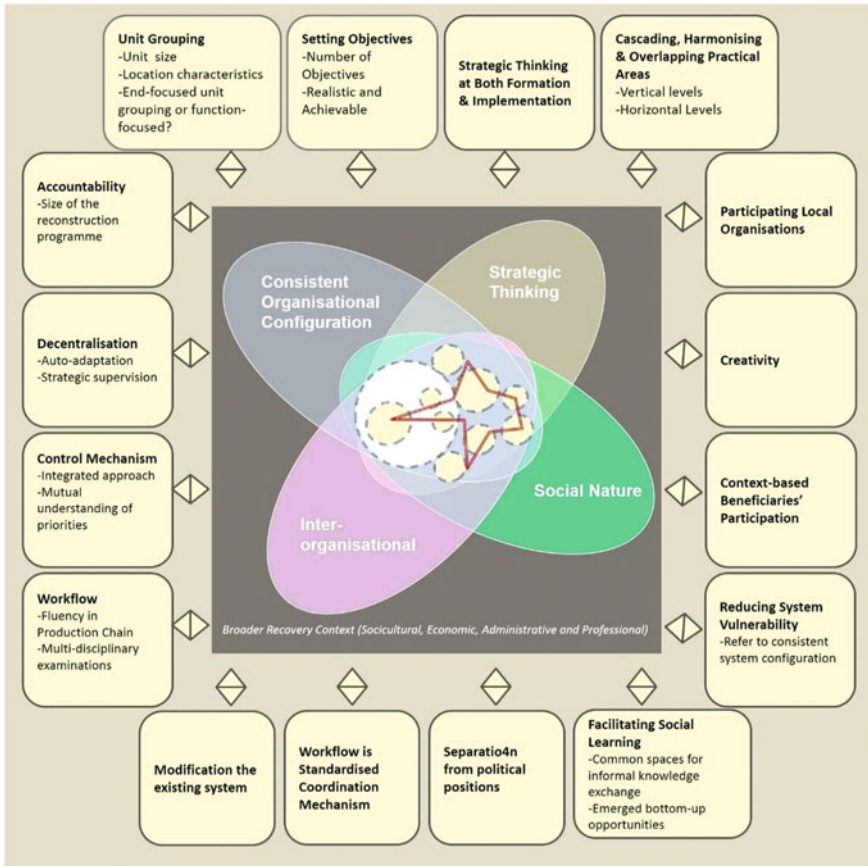 Unit Grouping
-Unit size
-Location characteristics
-End-focused unit
grouping or function-
focused?
Setting Objectives
-Number of
Objectives
-Realistic and
Achievable
Strategic Thinking
at Both Formation
& Implementation
Cascading, Harmonising
& Overlapping Practical
Areas
-Vertical levels
-Horizontal Levels
Accountability
-Size of the
reconstruction
programme
Participating Local
Organisations
Consistent
Organisational
Configuration
Strategic
Thinking
Decentralisation
-Auto-adaptation
-Strategic supervision
Creativity
Control Mechanism
-Integrated approach
-Mutual
understanding of
priorities
Social Nature
Inter-
organisational
Context-based
Beneficiaries’
Participation
Workflow
-Fluency in
Production Chain
-Multi-disciplinary
examinations
Broader Recovery Context (Socicultural, Economic, Administrative and Professional)
Reducing System
Vulnerability
-Refer to consistent
system configuration
Modification the
existing system
Workflow is
Standardised
Coordination
Mechanism
Separatio4n
from political
positions
Facilitating Social
Learning
-Common spaces for
informal knowledge
exchange
-Emerged bottom-up
opportunities